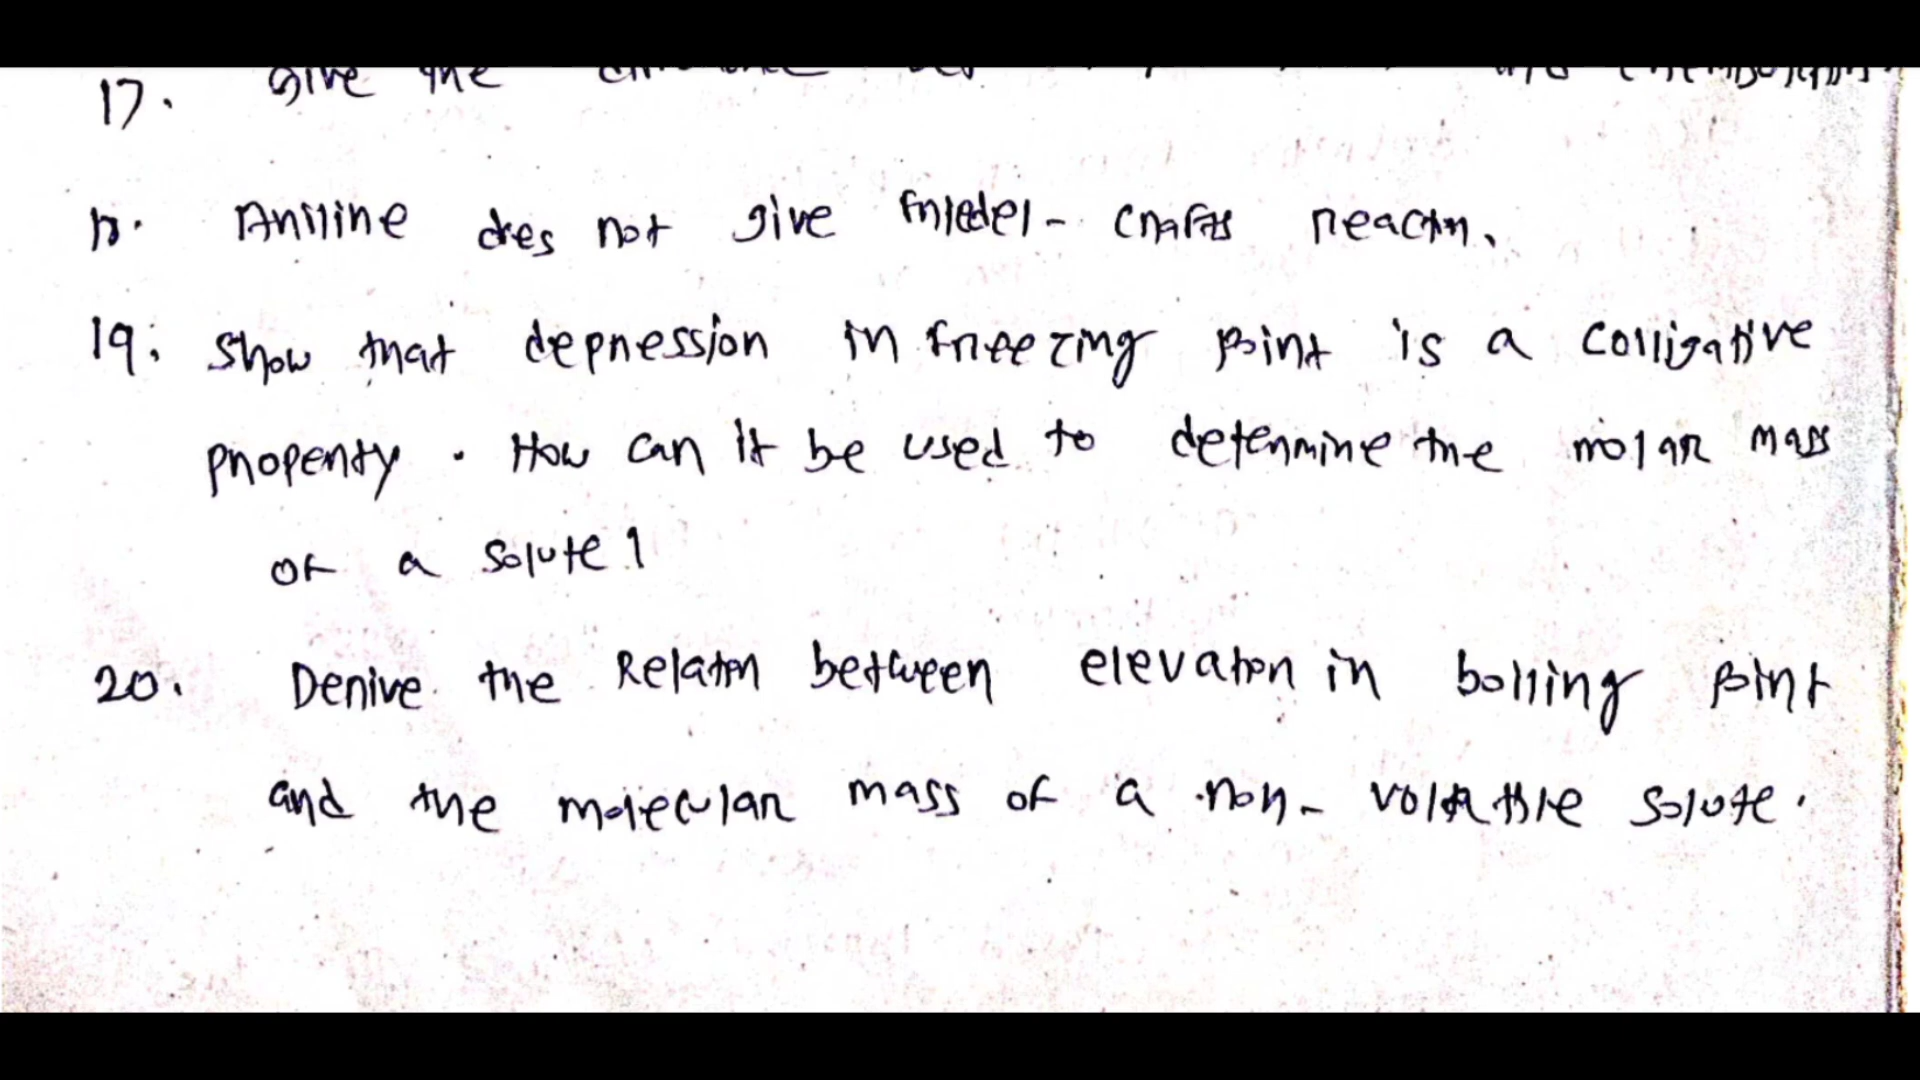 17. Give the
18. Aniline does not give friedel - crafts reaction.
19. Show that depression in freezing point is a colligative
property. How can it be used to determine the molar mass
of a solute?
20. Derive the Relation between elevation in boiling point
and the molecular mass of a non-volatile solute.